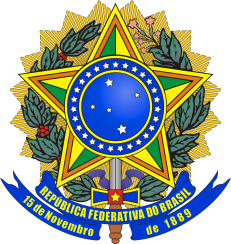 REPÚBLICA FEDERATIVA DO BRASIL
15 de Novembro de 1889